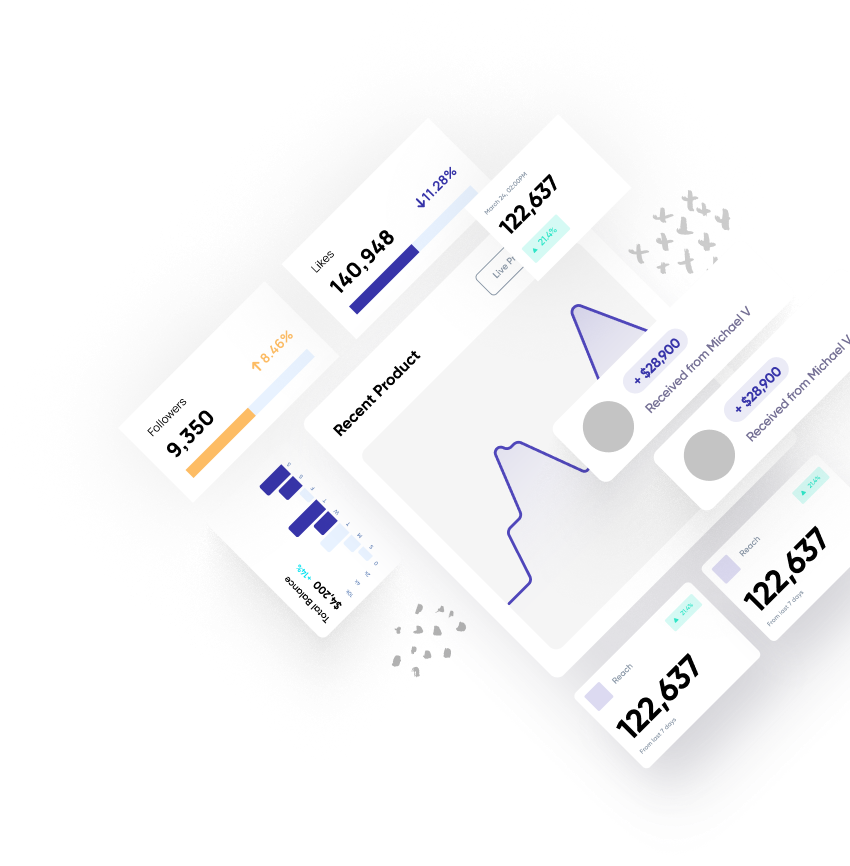 Likes
140,948
↓11.28%
March 24, 02:00PM
122,637
▲ 21.4%
Followers
9,350
↑8.46%
Recent Product
Live Pr
+ $28,900
Received from Michael V
+ $28,900
Received from Michael V
Total Balance
$4,200 +14%
Reach
▲ 21.4%
122,637
From last 7 days
Reach
▲ 21.4%
122,637
From last 7 days